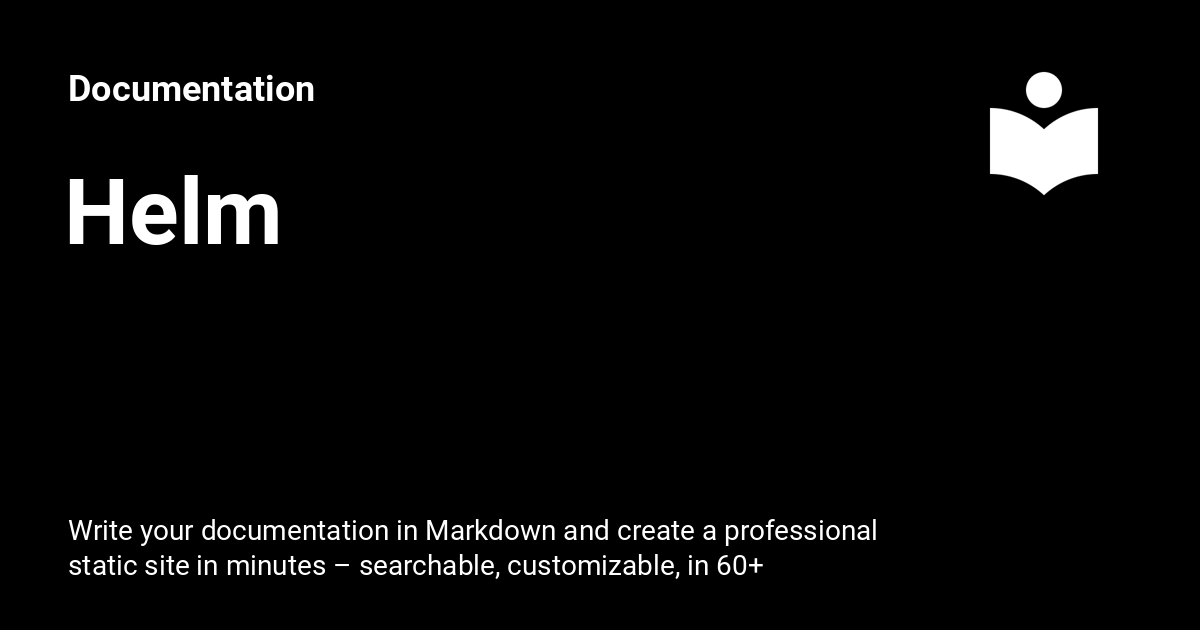 Documentation
Helm
Write your documentation in Markdown and create a professional
static site in minutes – searchable, customizable, in 60+